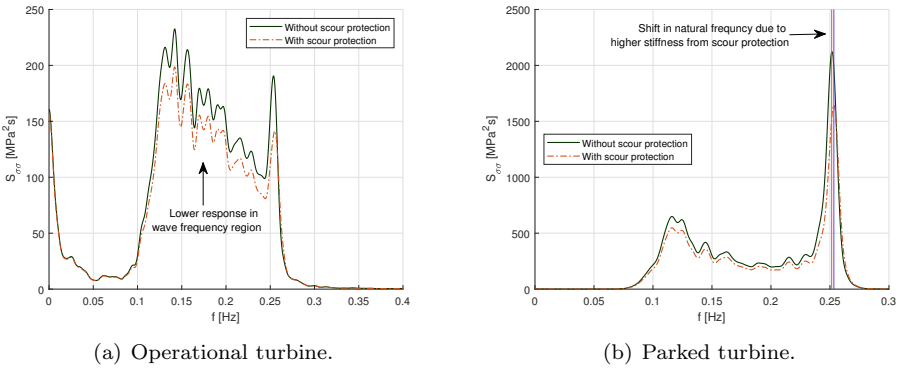 250
200
150
100
50
0
S σσ [MPa²s]
0 0.05 0.1 0.15 0.2 0.25 0.3 0.35 0.4
f [Hz]
Without scour protection
With scour protection
Lower response in
wave frequency region
(a) Operational turbine.
2500
2000
1500
1000
500
0
S σσ [MPa²s]
0 0.05 0.1 0.15 0.2 0.25 0.3
f [Hz]
Shift in natural frequncy due to
higher stiffness from scour protection
Without scour protection
With scour protection
(b) Parked turbine.